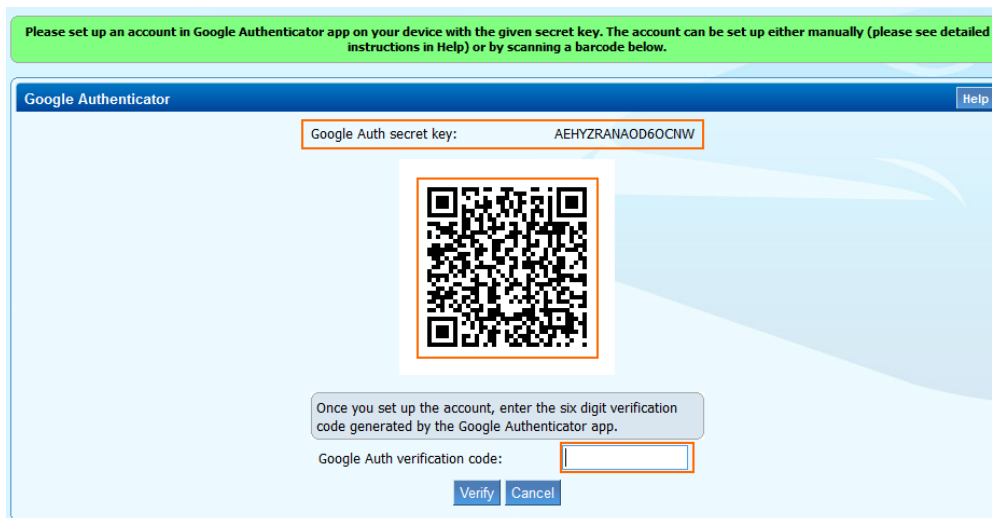 Please set up an account in Google Authenticator app on your device with the given secret key. The account can be set up either manually (please see detailed
instructions in Help) or by scanning a barcode below.
Google Authenticator
Help
Google Auth secret key: AEHYZRANAOD6OCNW
Once you set up the account, enter the six digit verification
code generated by the Google Authenticator app.
Google Auth verification code:
Verify Cancel